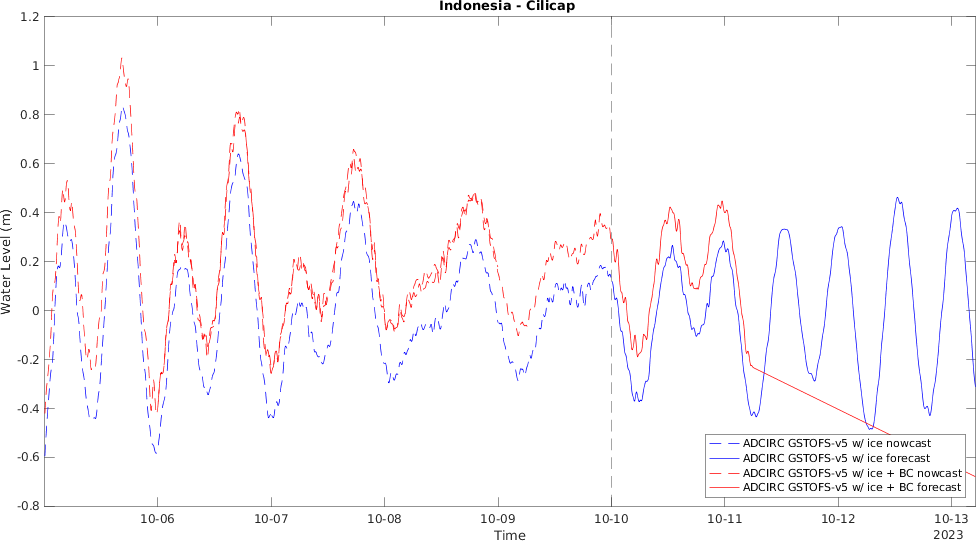 Indonesia - Cilicap
1.2
1
0.8
0.6
0.4
0.2
0
-0.2
-0.4
-0.6
-0.8
Water Level (m)
10-06
10-07
10-08
10-09
10-10
10-11
10-12
10-13
Time
2023
ADCIRC GSTOFS-v5 w/ ice nowcast
ADCIRC GSTOFS-v5 w/ ice forecast
ADCIRC GSTOFS-v5 w/ ice + BC nowcast
ADCIRC GSTOFS-v5 w/ ice + BC forecast